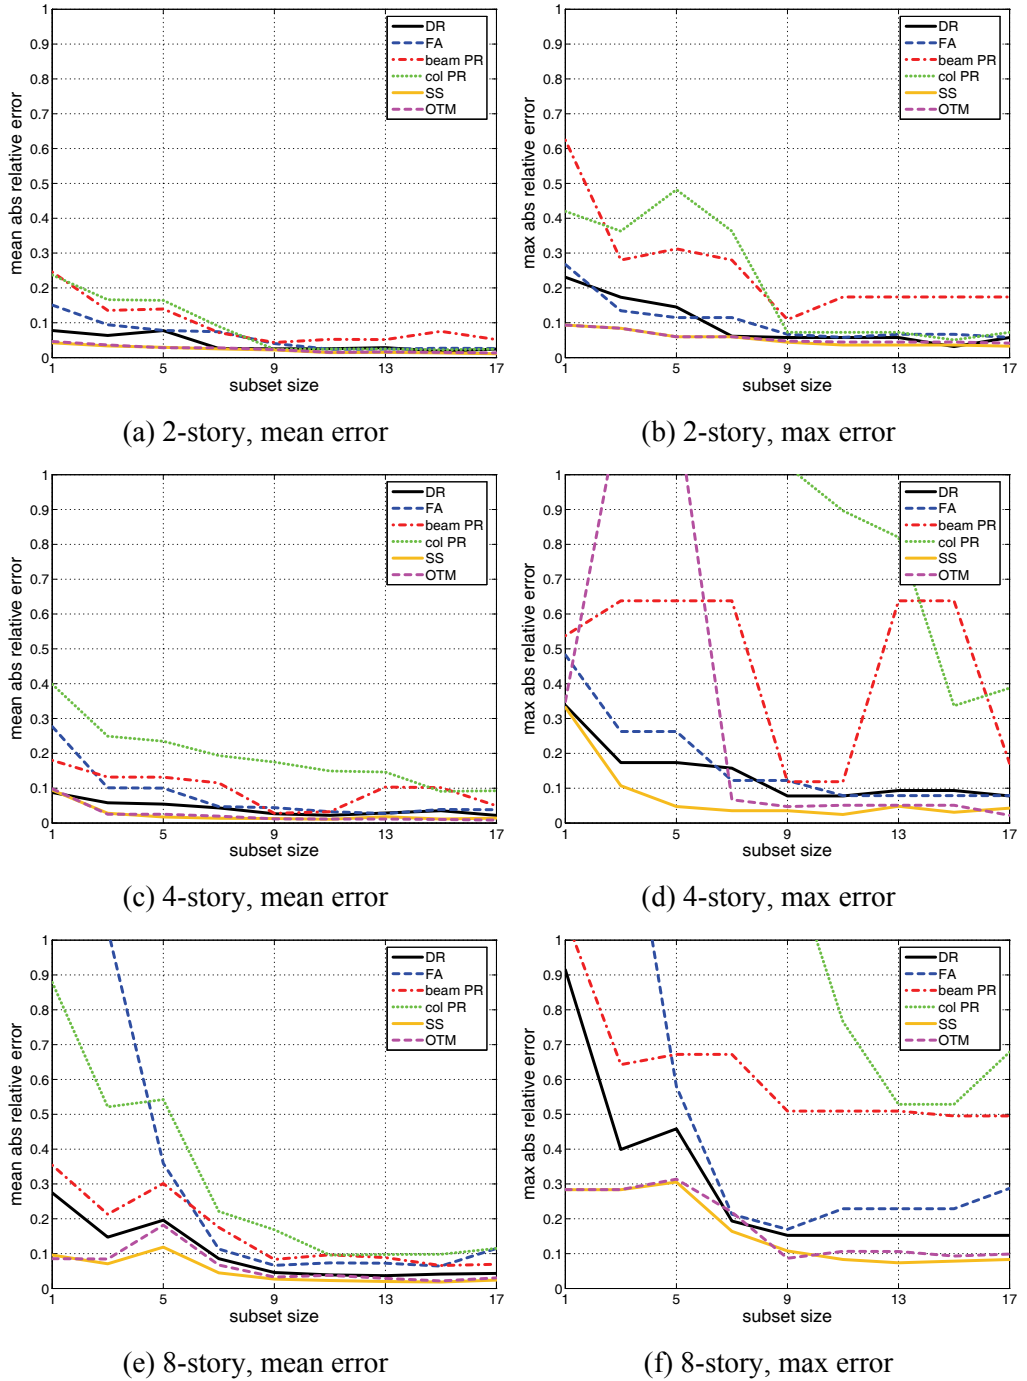 1
0.9
0.8
0.7
0.6
0.5
0.4
0.3
0.2
0.1
0
mean abs relative error
1 5 9 13 17
subset size
DR
FA
beam PR
col PR
SS
OTM
(a) 2-story, mean error
1
0.9
0.8
0.7
0.6
0.5
0.4
0.3
0.2
0.1
0
max abs relative error
1 5 9 13 17
subset size
DR
FA
beam PR
col PR
SS
OTM
(b) 2-story, max error
1
0.9
0.8
0.7
0.6
0.5
0.4
0.3
0.2
0.1
0
mean abs relative error
1 5 9 13 17
subset size
DR
FA
beam PR
col PR
SS
OTM
(c) 4-story, mean error
1
0.9
0.8
0.7
0.6
0.5
0.4
0.3
0.2
0.1
0
max abs relative error
1 5 9 13 17
subset size
DR
FA
beam PR
col PR
SS
OTM
(d) 4-story, max error
1
0.9
0.8
0.7
0.6
0.5
0.4
0.3
0.2
0.1
0
mean abs relative error
1 5 9 13 17
subset size
DR
FA
beam PR
col PR
SS
OTM
(e) 8-story, mean error
1
0.9
0.8
0.7
0.6
0.5
0.4
0.3
0.2
0.1
0
max abs relative error
1 5 9 13 17
subset size
DR
FA
beam PR
col PR
SS
OTM
(f) 8-story, max error